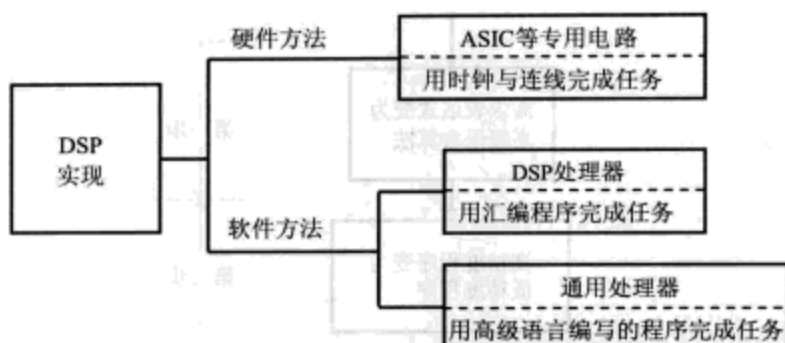 硬件方法
ASIC等专用电路
用时钟与连线完成任务
DSP
实现
软件方法
DSP处理器
用汇编程序完成任务
通用处理器
用高级语言编写的程序完成任务